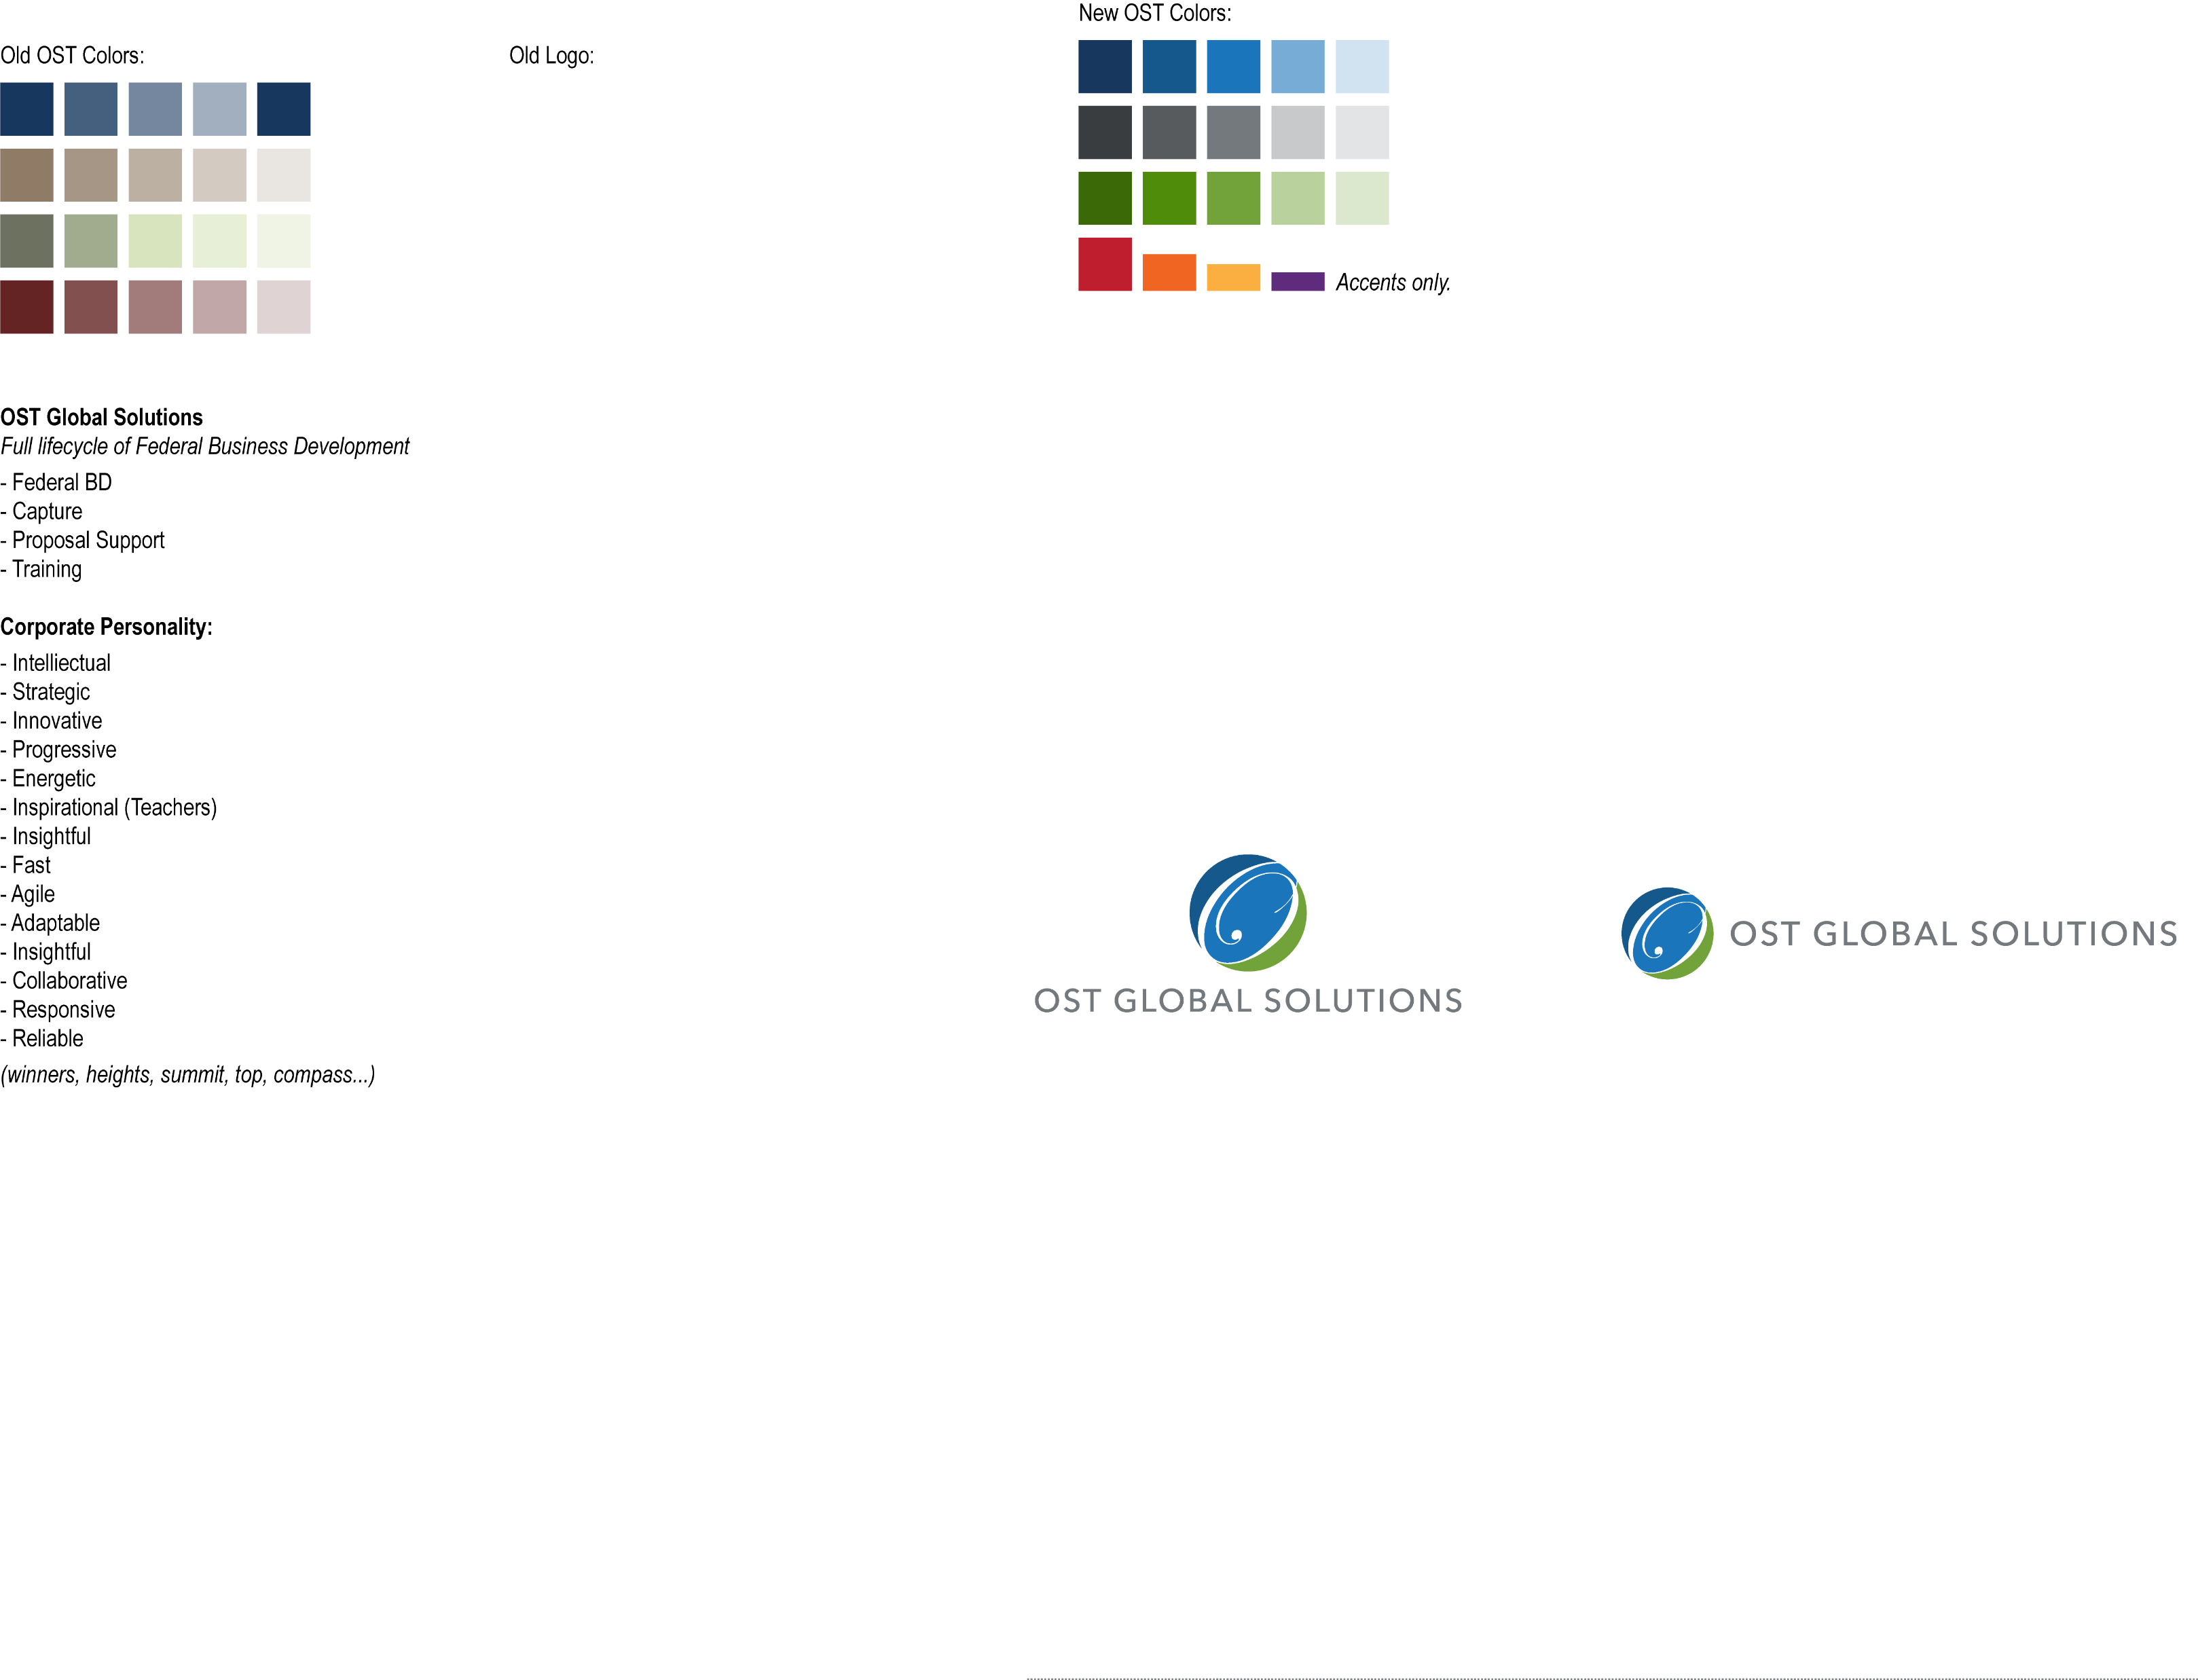 Old OST Colors:
Old Logo:
New OST Colors:
Accents only.
OST Global Solutions
Full lifecycle of Federal Business Development
- Federal BD
- Capture
- Proposal Support
- Training
Corporate Personality:
- Intelliectual
- Strategic
- Innovative
- Progressive
- Energetic
- Inspirational (Teachers)
- Insightful
- Fast
- Agile
- Adaptable
- Insightful
- Collaborative
- Responsive
- Reliable
(winners, heights, summit, top, compass...)
OST GLOBAL SOLUTIONS
OST GLOBAL SOLUTIONS